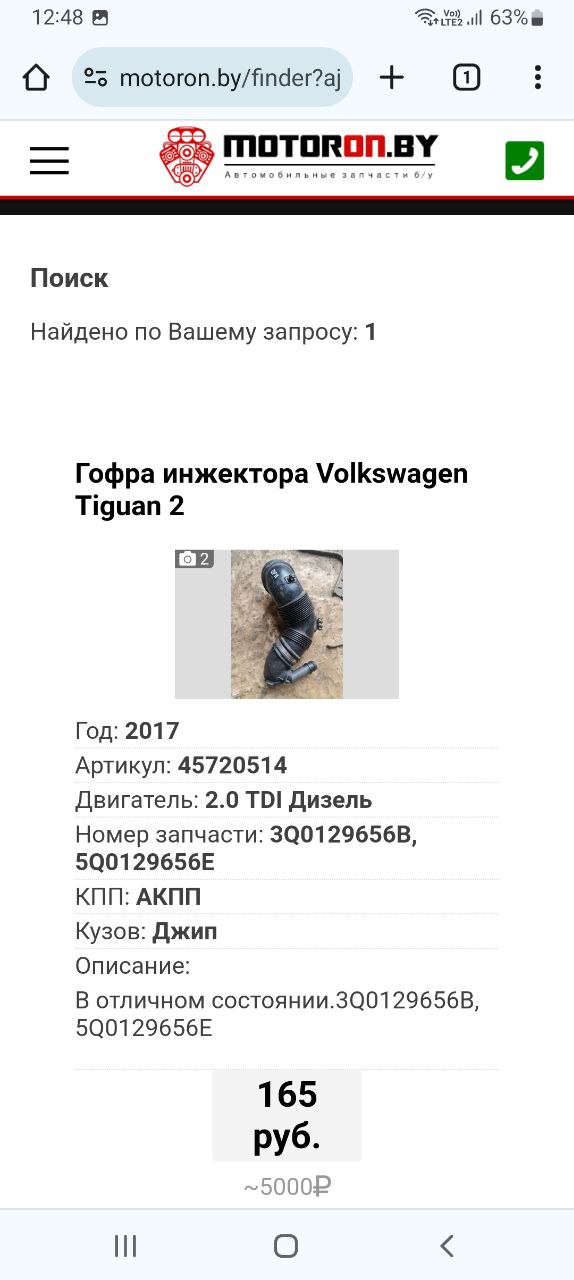 12:48
Vo)) LTE2 63%
motoron.by/finder?aj
1
MOTORON.BY
Автомобильные запчасти б/у
Поиск
Найдено по Вашему запросу: 1
Гофра инжектора Volkswagen
Tiguan 2
2
Год: 2017
Артикул: 45720514
Двигатель: 2.0 TDI Дизель
Номер запчасти: 3Q0129656B,
5Q0129656E
КПП: АКПП
Кузов: Джип
Описание:
В отличном состоянии.3Q0129656B,
5Q0129656E
165
руб.
~5000₽